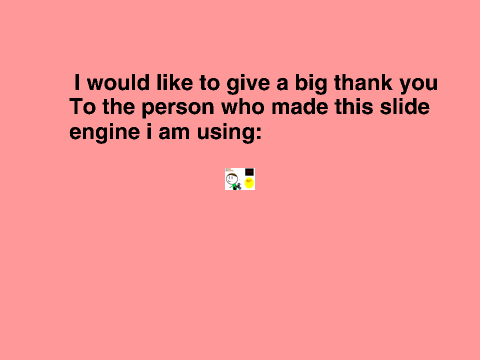 I would like to give a big thank you
To the person who made this slide
engine i am using: